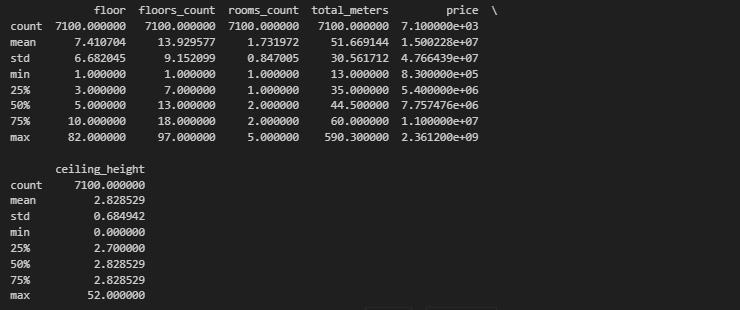 floor  floors_count  rooms_count  total_meters         price  \
count  7100.000000   7100.000000  7100.000000   7100.000000  7.100000e+03
mean      7.410704     13.929577     1.731972     51.669144  1.500228e+07
std       6.682045      9.152099     0.847005     30.561712  4.766439e+07
min       1.000000      1.000000     1.000000     13.000000  8.300000e+05
25%       3.000000      7.000000     1.000000     35.000000  5.400000e+06
50%       5.000000     13.000000     2.000000     44.500000  7.757476e+06
75%      10.000000     18.000000     2.000000     60.000000  1.100000e+07
max      82.000000     97.000000     5.000000    590.300000  2.361200e+09

       ceiling_height
count     7100.000000
mean         2.828529
std          0.684942
min          0.000000
25%          2.700000
50%          2.828529
75%          2.828529
max         52.000000